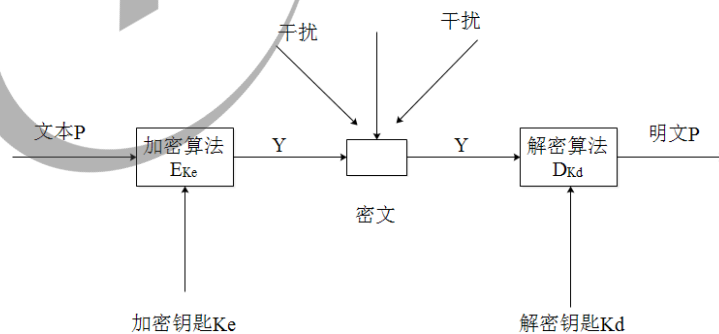 干扰
干扰
文本P
加密算法
EKe
Y
Y
解密算法
DKd
明文P
密文
加密钥匙Ke
解密钥匙Kd